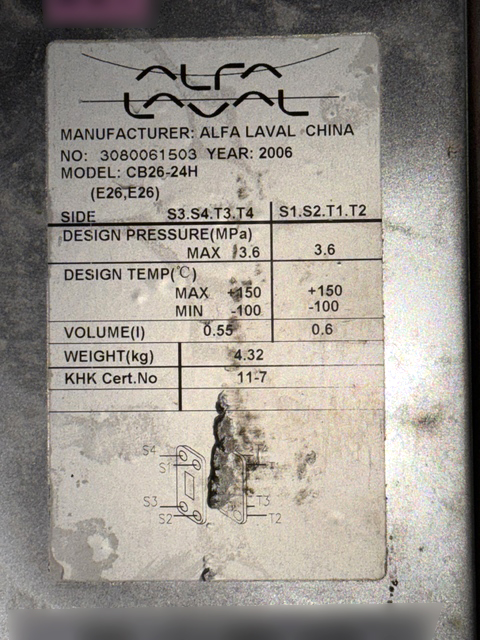 ALFA
LAVAL
MANUFACTURER: ALFA LAVAL CHINA
NO: 3080061503 YEAR: 2006
MODEL: CB26-24H
(E26,E26)
SIDE S3.S4.T3.T4 S1.S2.T1.T2
DESIGN PRESSURE(MPa)
MAX 3.6 3.6
DESIGN TEMP(℃)
MAX +150 +150
MIN -100 -100
VOLUME(l) 0.55 0.6
WEIGHT(kg) 4.32
KHK Cert.No 11-7
S4
S1
S3 T3
S2 T2